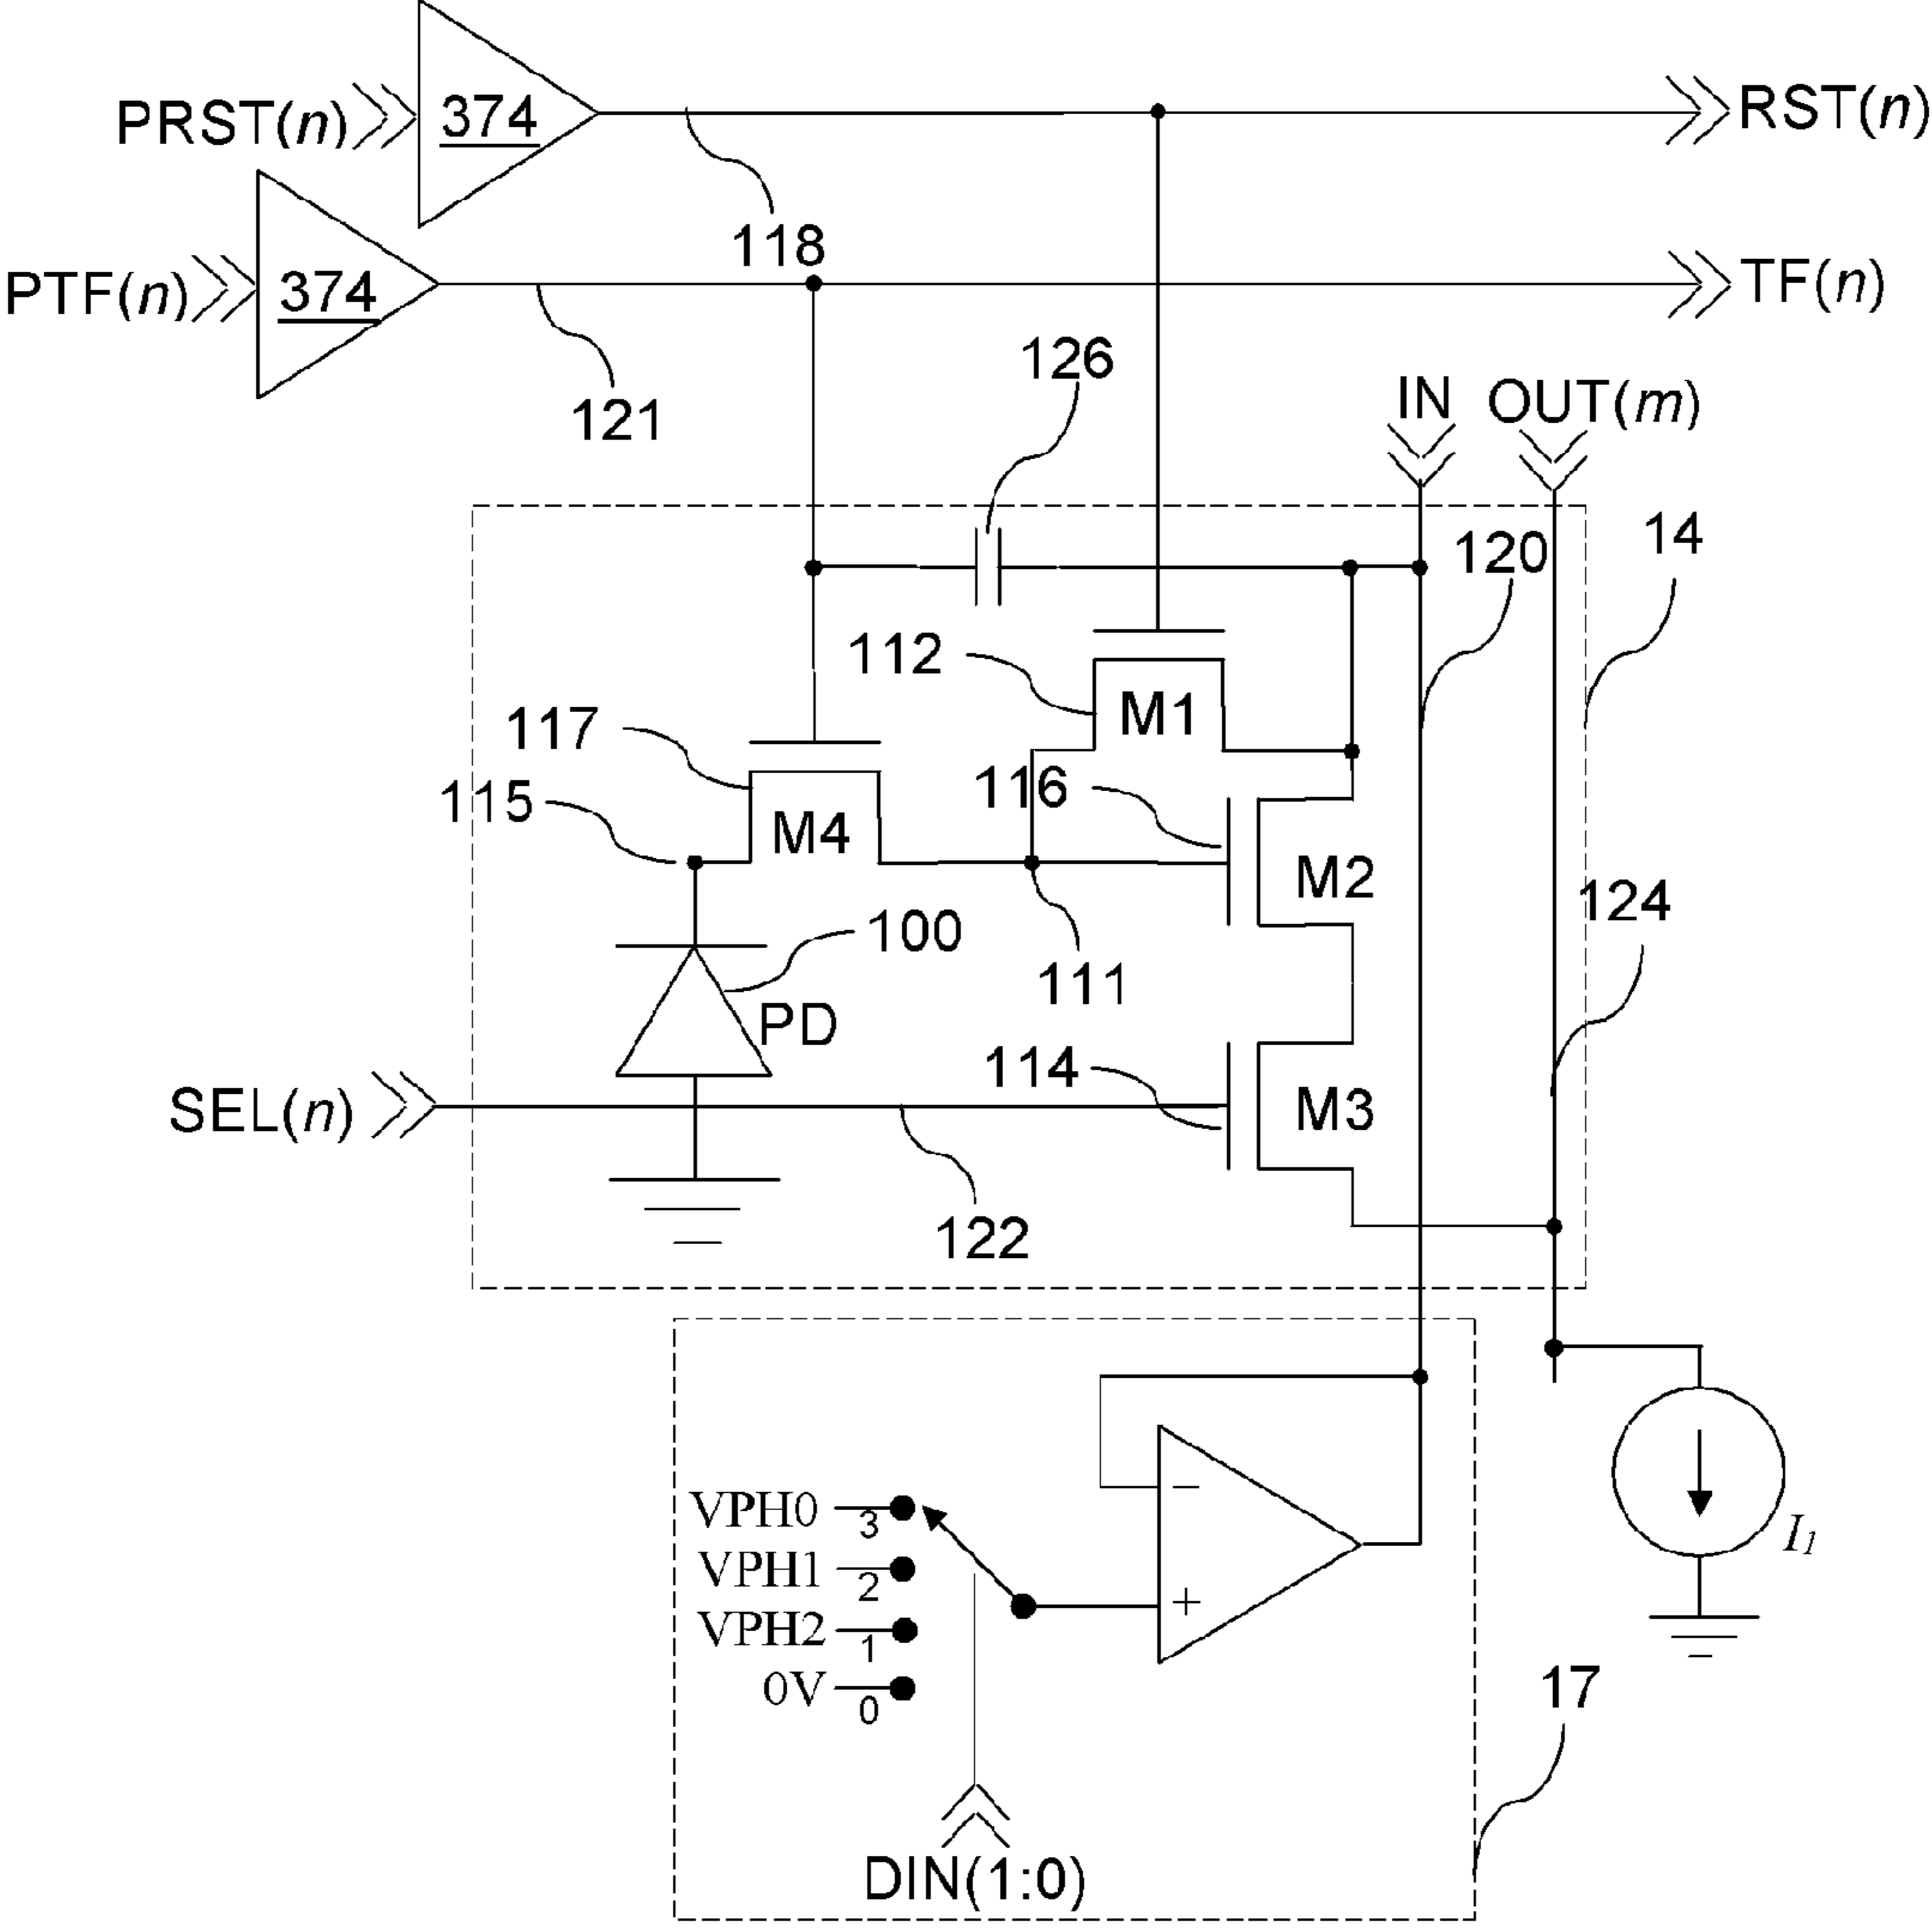 PRST(n)
374
RST(n)
118
PTF(n)
374
TF(n)
121
126
IN
OUT(m)
120
14
112
M1
117
116
115
M4
M2
124
100
111
PD
114
SEL(n)
M3
122
VPH0
3
VPH1
2
VPH2
1
0V
0
−
+
I1
17
DIN(1:0)